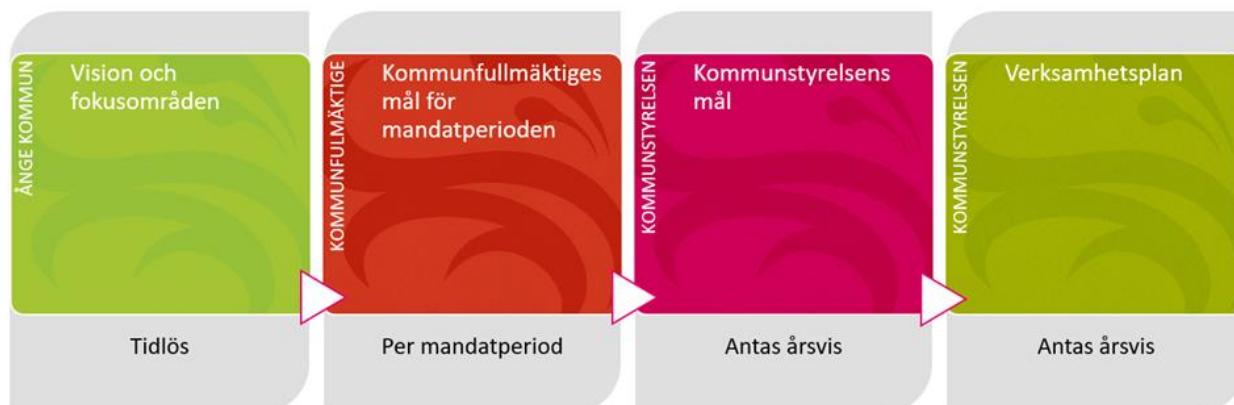 ÅNGE KOMMUN
Vision och
fokusområden
Tidlös
KOMMUNFULMÄKTIGE
Kommunfullmäktiges
mål för
mandatperioden
Per mandatperiod
KOMMUNSTYRELSEN
Kommunstyrelsens
mål
Antas årsvis
KOMMUNSTYRELSEN
Verksamhetsplan
Antas årsvis